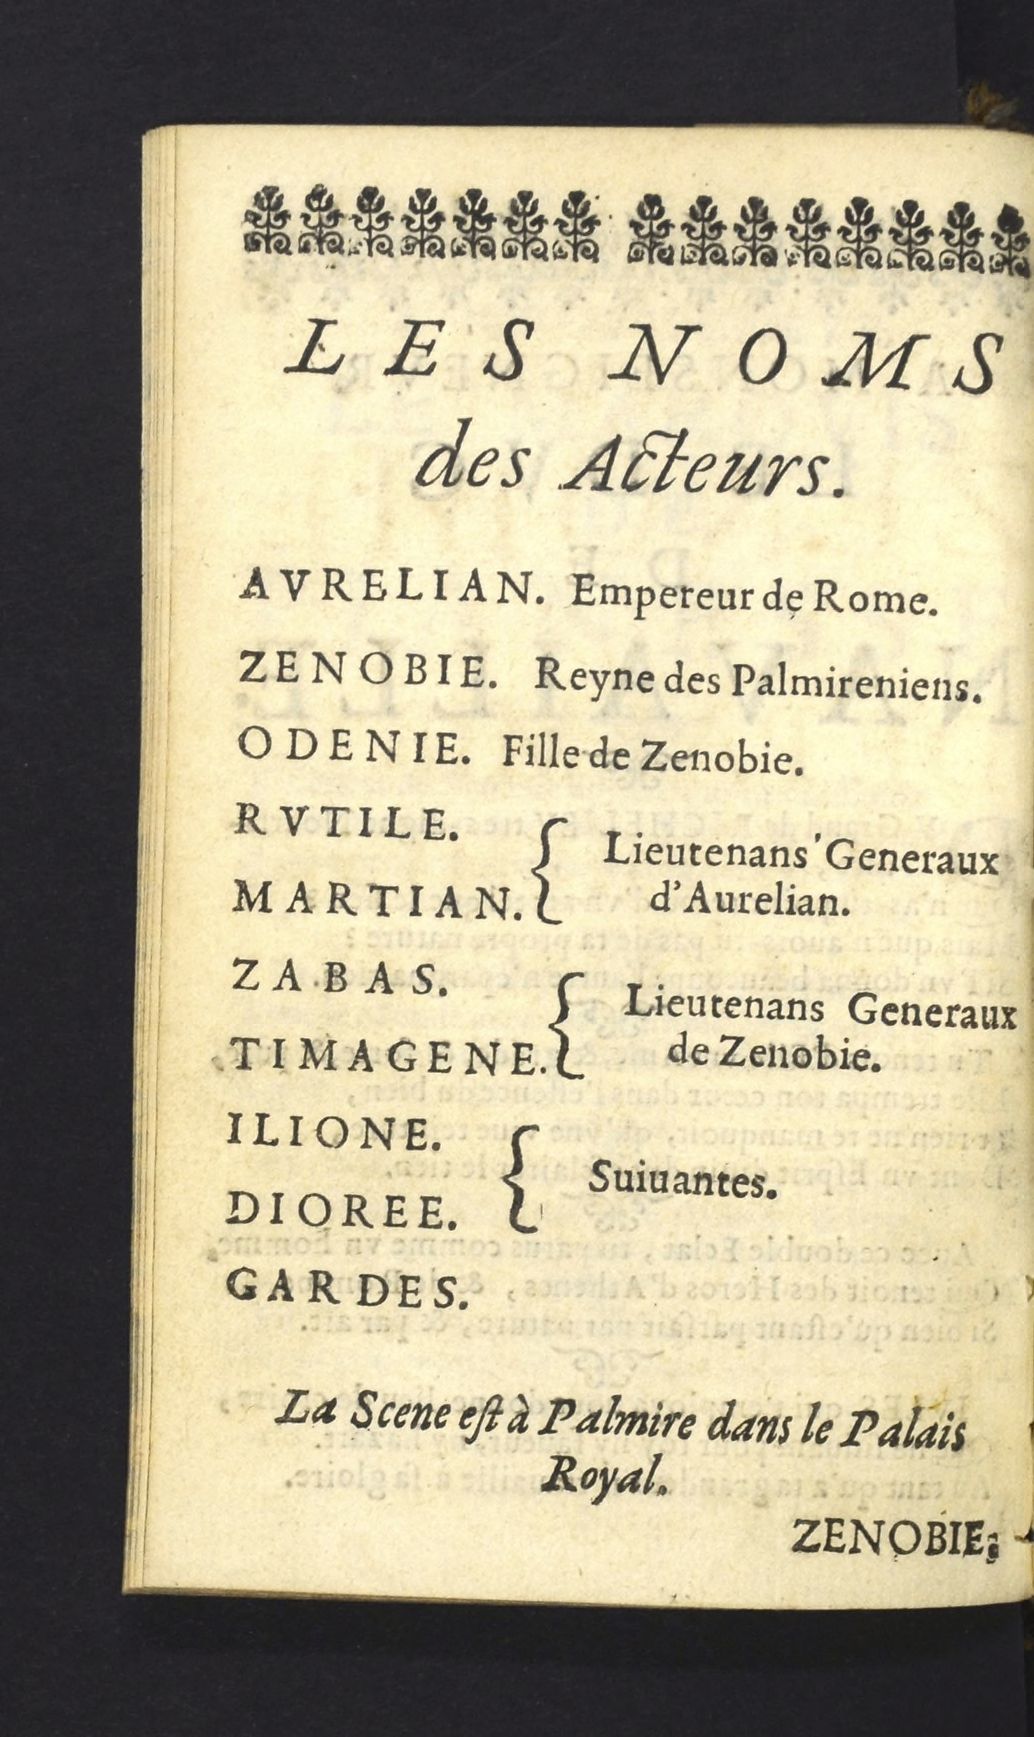 LES NOMS
des Acteurs.
AVRELIAN. Empereur de Rome.
ZENOBIE. Reyne des Palmireniens.
ODENIE. Fille de Zenobie.
RVTILE.
MARTIAN.
{ Lieutenans Generaux
d'Aurelian.
ZABAS.
TIMAGENE.
{ Lieutenans Generaux
de Zenobie.
ILIONE.
DIOREE.
{ Suiuantes.
GARDES.
La Scene eſt à Palmire dans le Palais
Royal.
ZENOBIE;